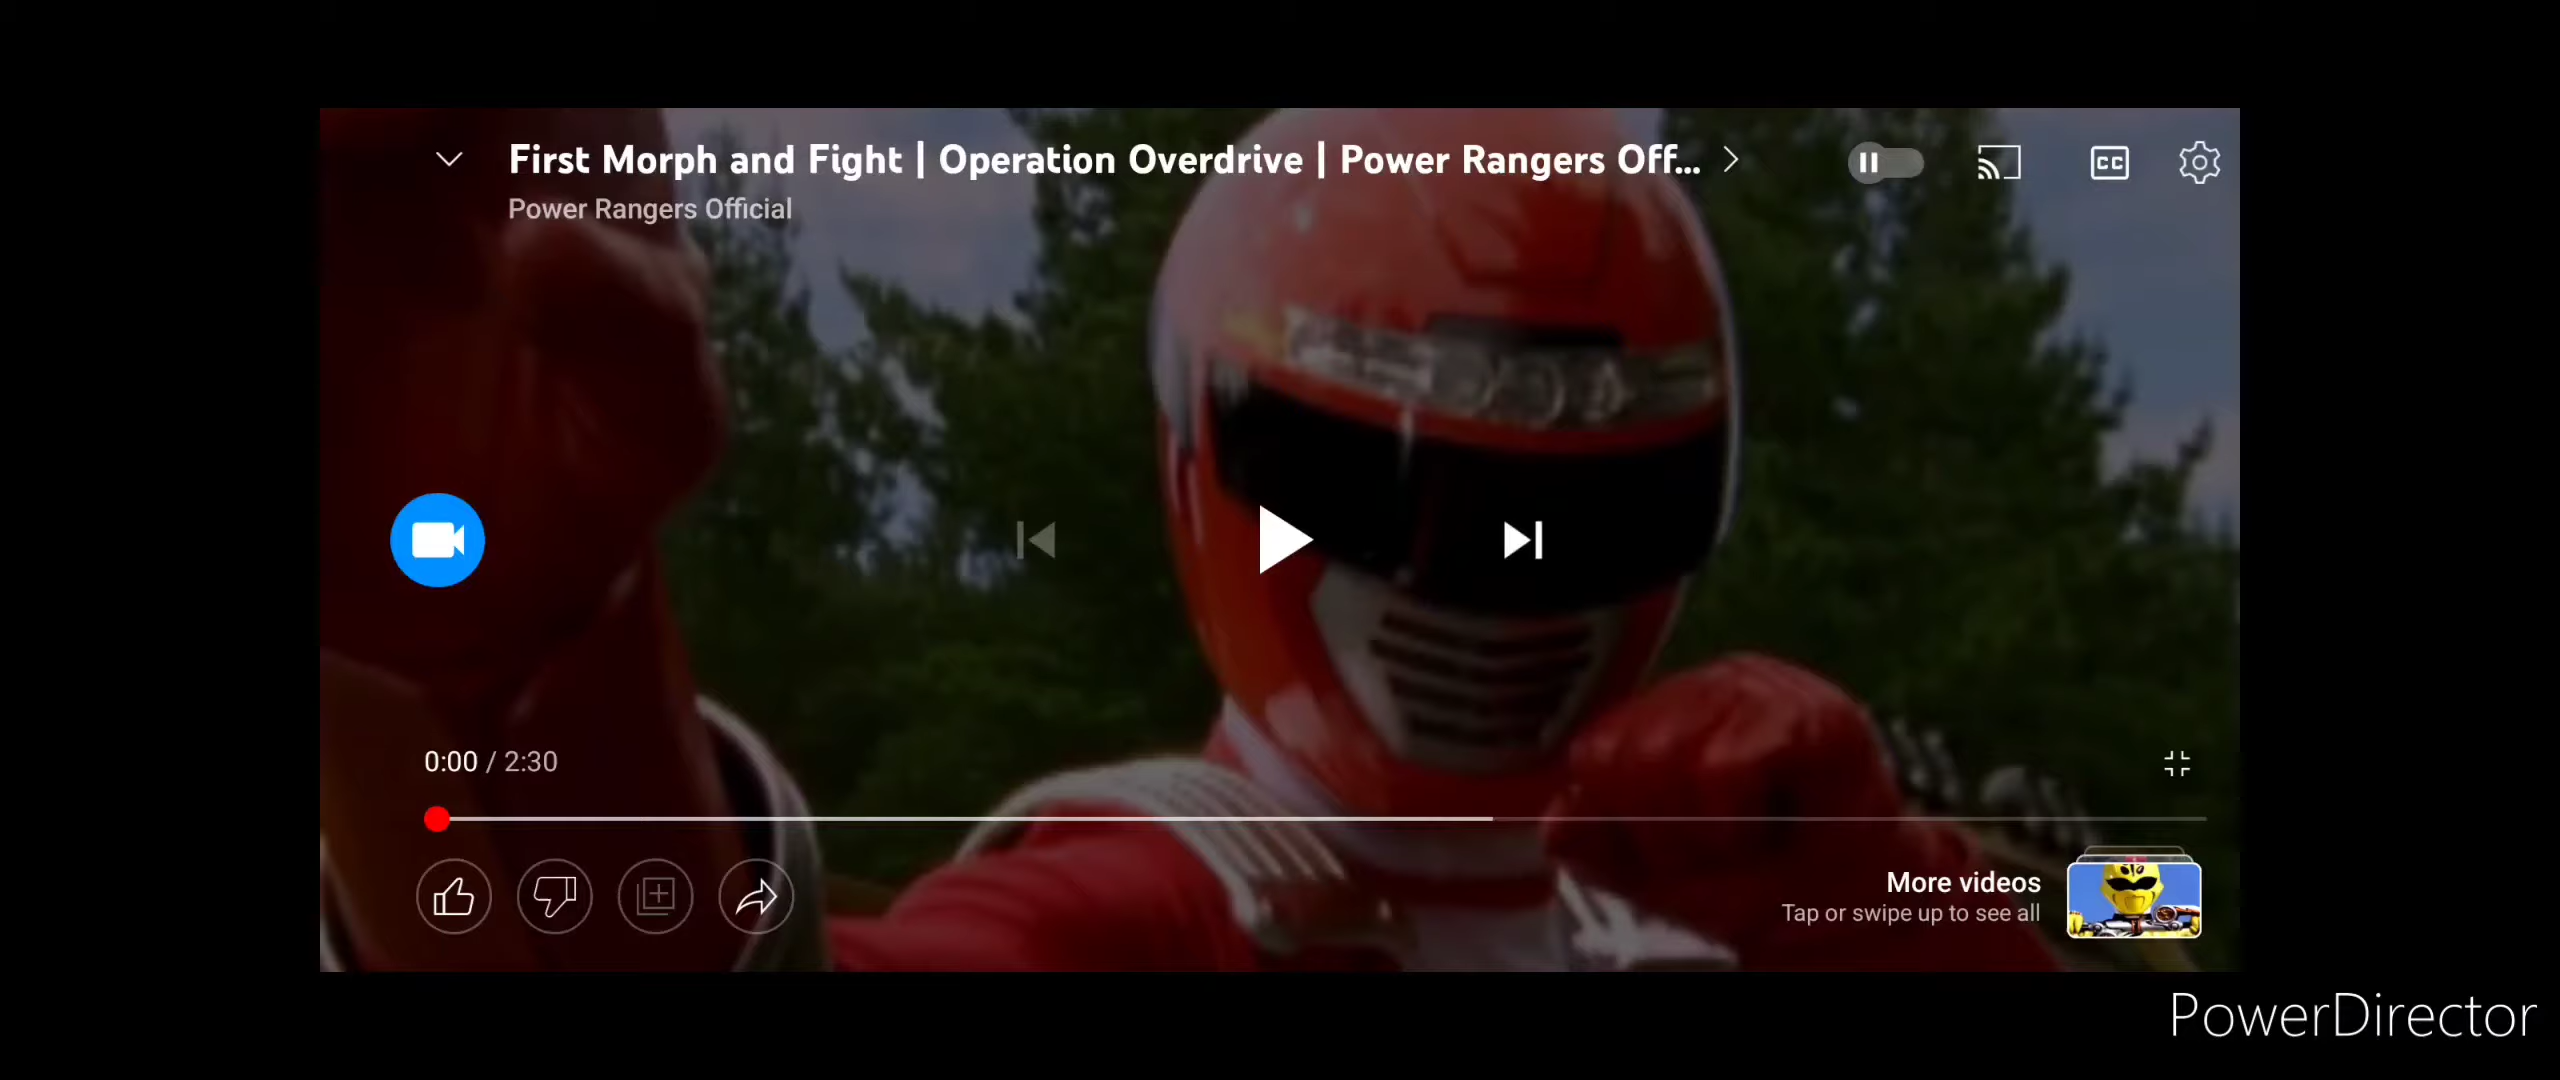 First Morph and Fight | Operation Overdrive | Power Rangers Off...
Power Rangers Official
CC
0:00 / 2:30
More videos
Tap or swipe up to see all
PowerDirector